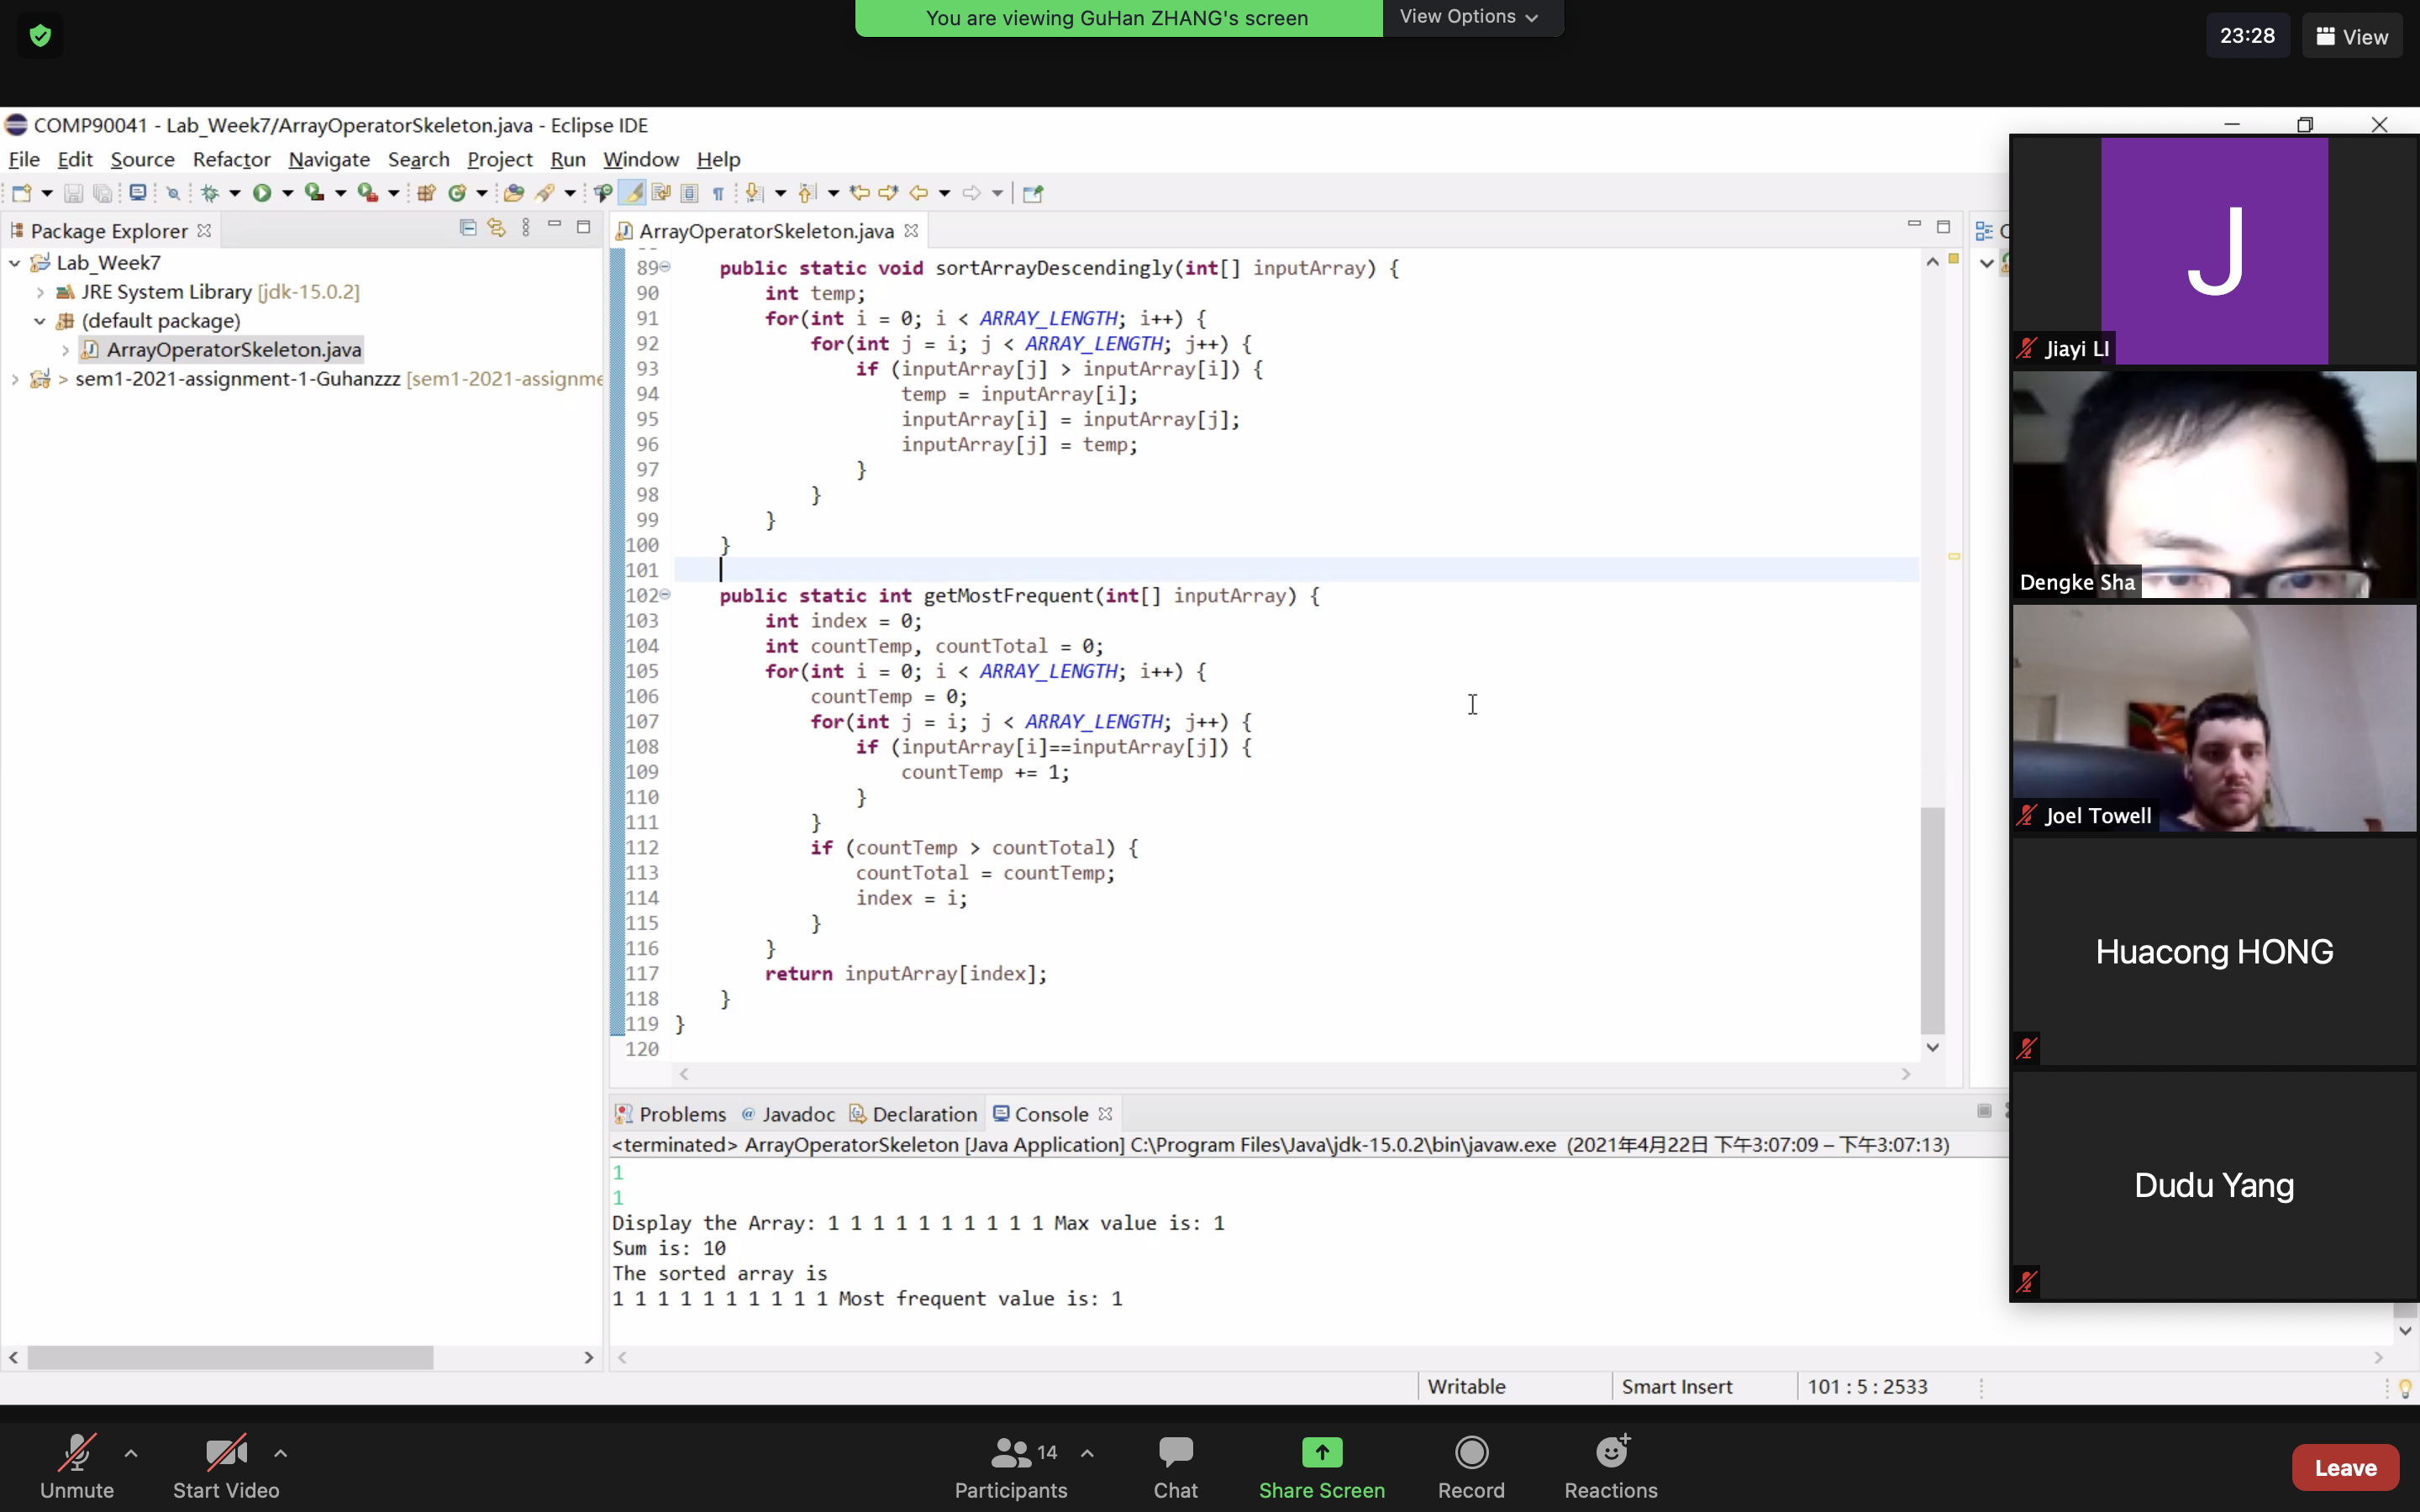 You are viewing GuHan ZHANG's screen
View Options
23:28
View
COMP90041 - Lab_Week7/ArrayOperatorSkeleton.java - Eclipse IDE
File Edit Source Refactor Navigate Search Project Run Window Help
Package Explorer
Lab_Week7
JRE System Library [jdk-15.0.2]
(default package)
ArrayOperatorSkeleton.java
> sem1-2021-assignment-1-Guhanzzz [sem1-2021-assignme
ArrayOperatorSkeleton.java
89 public static void sortArrayDescendingly(int[] inputArray) {
90 int temp;
91 for(int i = 0; i < ARRAY_LENGTH; i++) {
92 for(int j = i; j < ARRAY_LENGTH; j++) {
93 if (inputArray[j] > inputArray[i]) {
94 temp = inputArray[i];
95 inputArray[i] = inputArray[j];
96 inputArray[j] = temp;
97 }
98 }
99 }
100 }
101
102 public static int getMostFrequent(int[] inputArray) {
103 int index = 0;
104 int countTemp, countTotal = 0;
105 for(int i = 0; i < ARRAY_LENGTH; i++) {
106 countTemp = 0;
107 for(int j = i; j < ARRAY_LENGTH; j++) {
108 if (inputArray[i]==inputArray[j]) {
109 countTemp += 1;
110 }
111 }
112 if (countTemp > countTotal) {
113 countTotal = countTemp;
114 index = i;
115 }
116 }
117 return inputArray[index];
118 }
119 }
120
Problems @ Javadoc Declaration Console
<terminated> ArrayOperatorSkeleton [Java Application] C:\Program Files\Java\jdk-15.0.2\bin\javaw.exe (2021年4月22日 下午3:07:09 – 下午3:07:13)
1
1
Display the Array: 1 1 1 1 1 1 1 1 1 1 Max value is: 1
Sum is: 10
The sorted array is
1 1 1 1 1 1 1 1 1 1 Most frequent value is: 1
Writable
Smart Insert
101 : 5 : 2533
J
Jiayi LI
Dengke Sha
Joel Towell
Huacong HONG
Dudu Yang
Unmute
Start Video
14
Participants
Chat
Share Screen
Record
Reactions
Leave